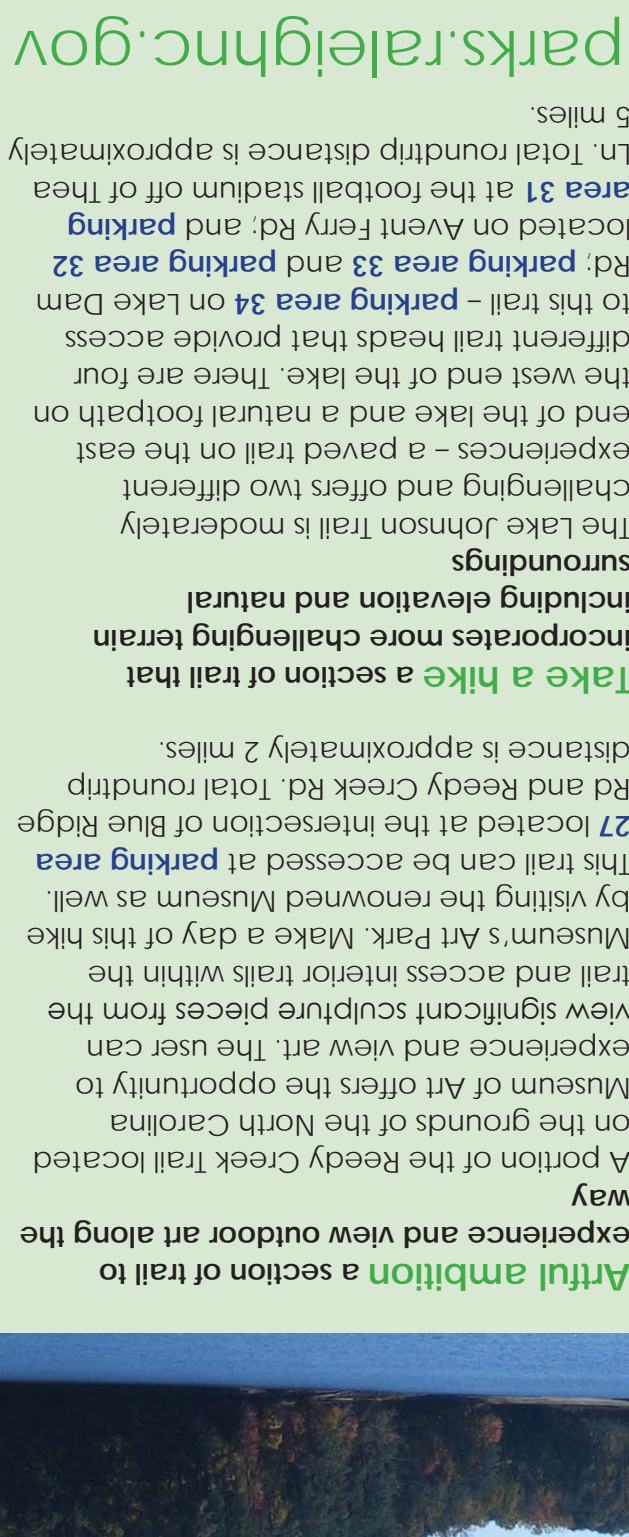 Artful ambition a section of trail to
experience and view outdoor art along the
way
A portion of the Reedy Creek Trail located
on the grounds of the North Carolina
Museum of Art offers the opportunity to
experience and view art. The user can
view significant sculpture pieces from the
trail and access interior trails within the
Museum's Art Park. Make a day of this hike
by visiting the renowned Museum as well.
This trail can be accessed at parking area
27 located at the intersection of Blue Ridge
Rd and Reedy Creek Rd. Total roundtrip
distance is approximately 2 miles.
Take a hike a section of trail that
incorporates more challenging terrain
including elevation and natural
surroundings
The Lake Johnson Trail is moderately
challenging and offers two different
experiences – a paved trail on the east
end of the lake and a natural footpath on
the west end of the lake. There are four
different trail heads that provide access
to this trail – parking area 34 on Lake Dam
Rd; parking area 33 and parking area 32
located on Avent Ferry Rd; and parking
area 31 at the football stadium off of Thea
Ln. Total roundtrip distance is approximately
5 miles.
parks.raleighnc.gov